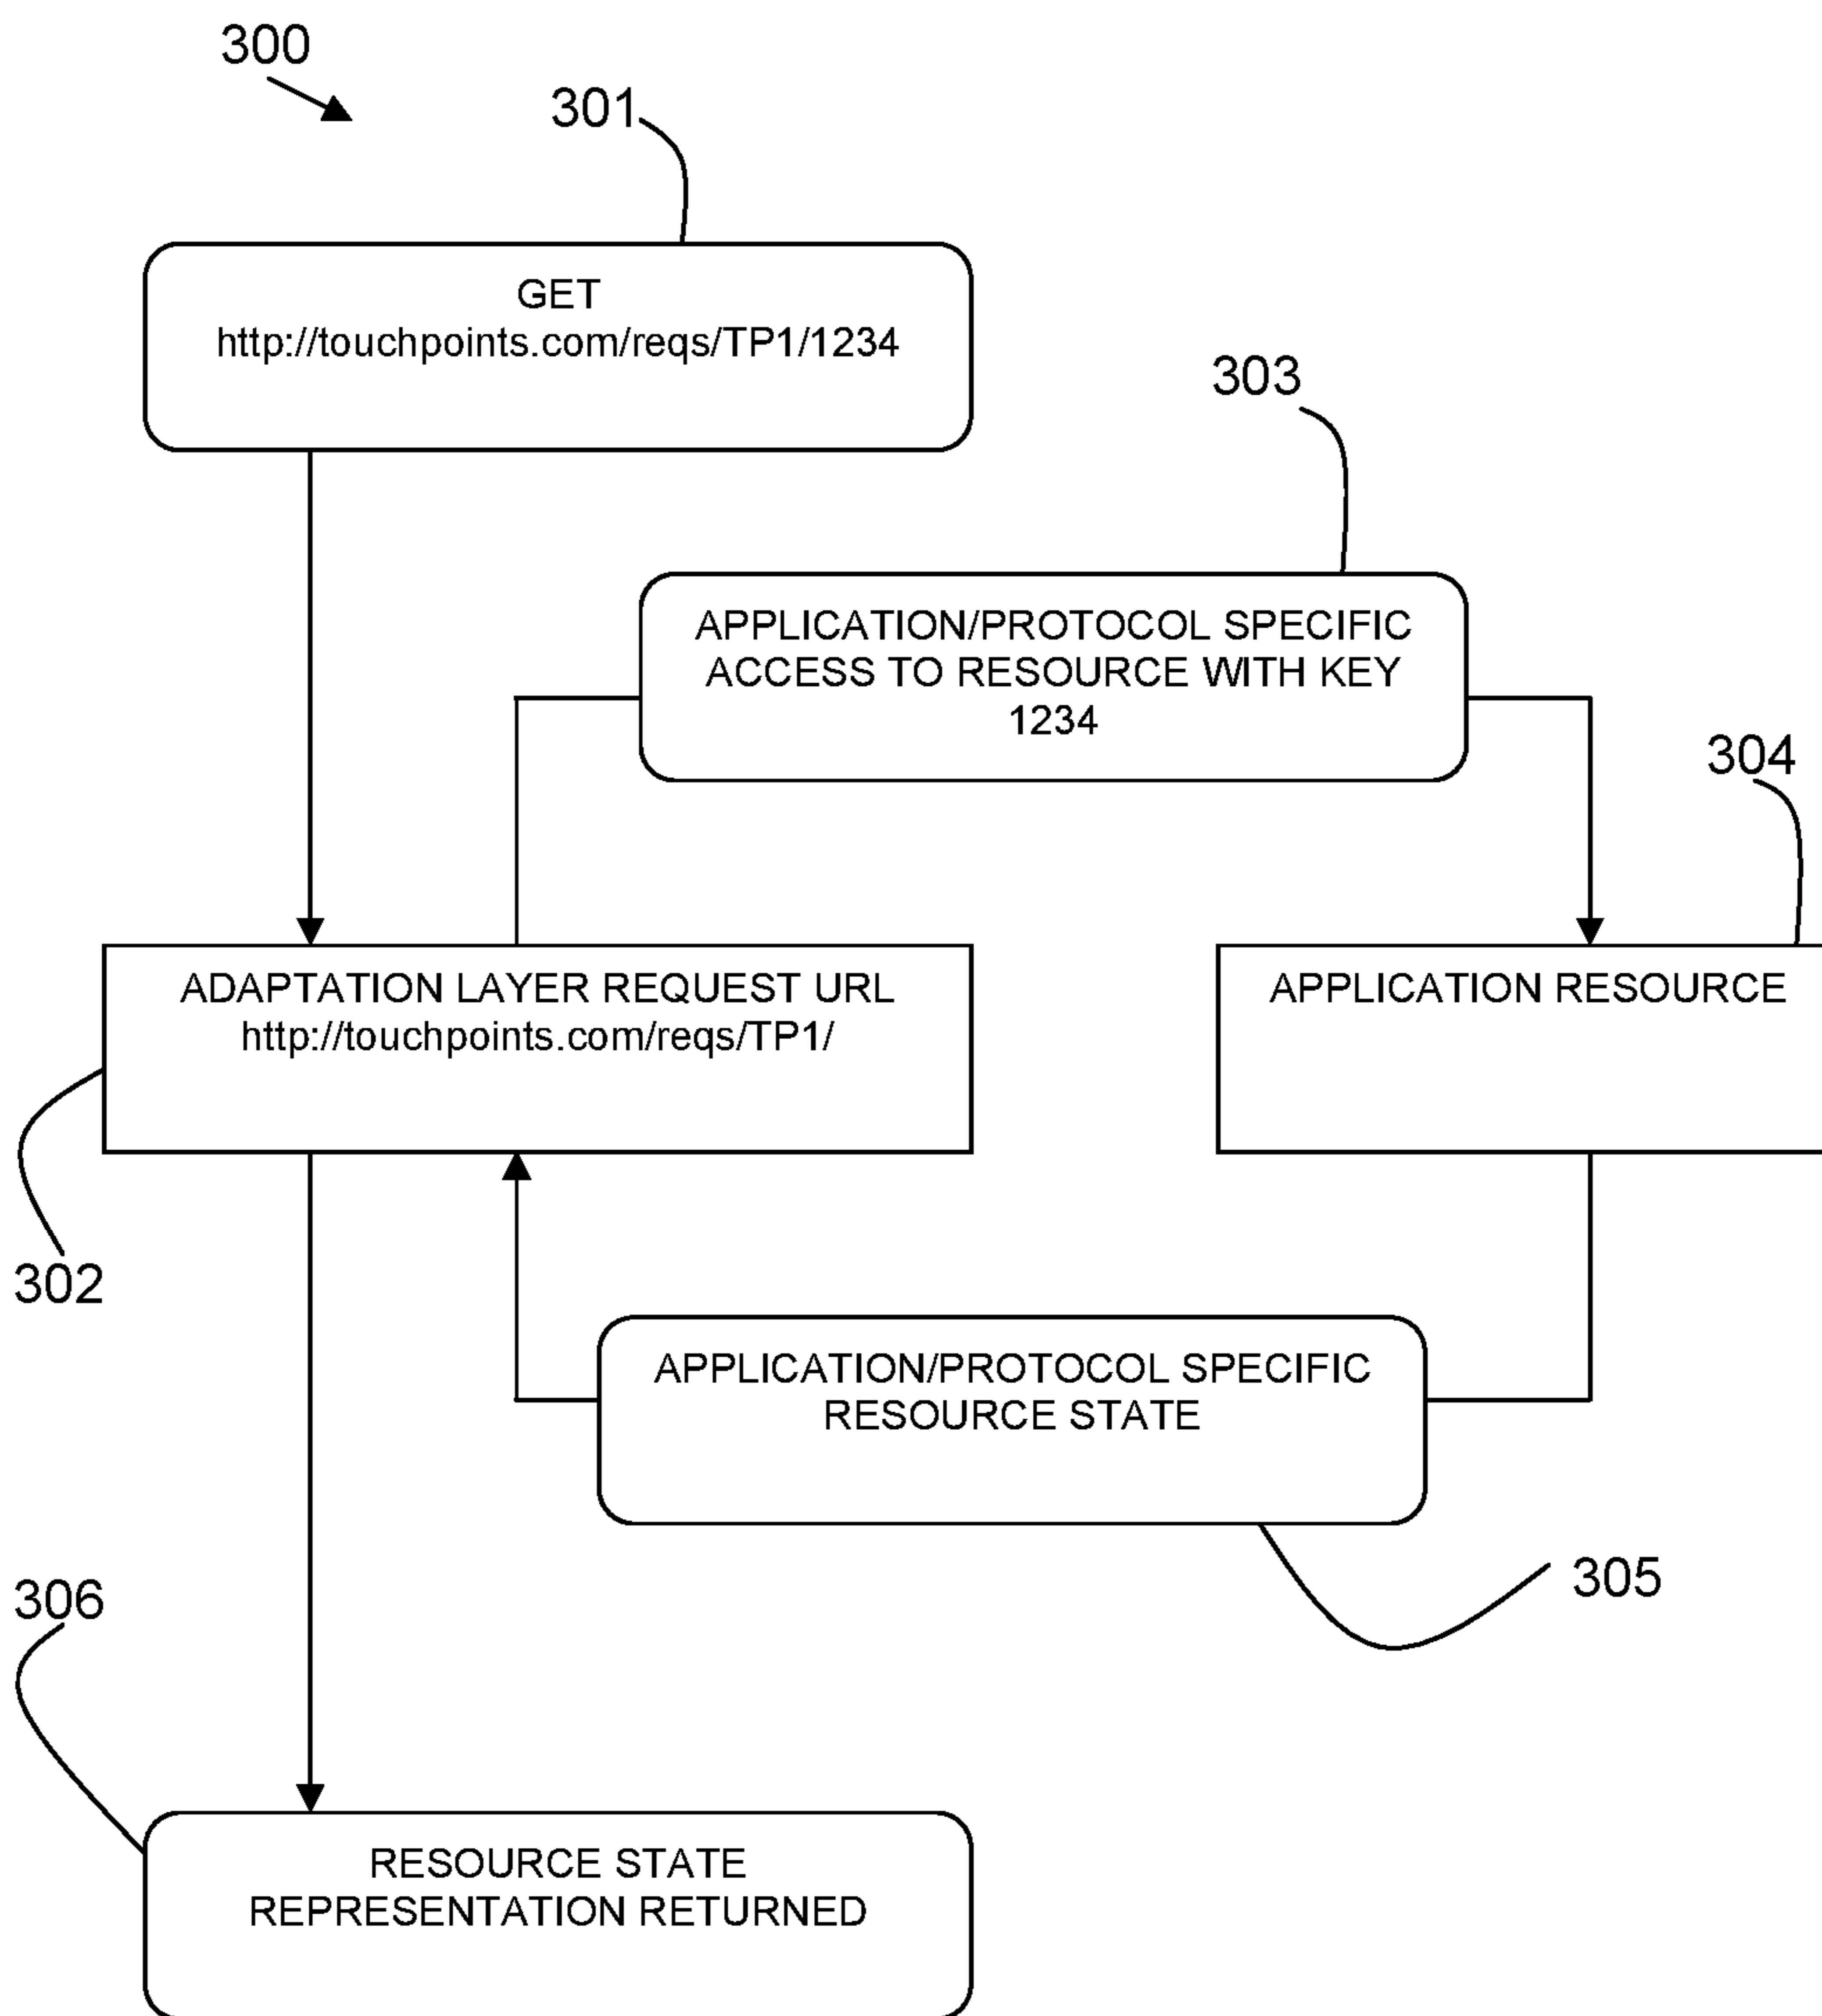 300
301
GET
http://touchpoints.com/reqs/TP1/1234
303
APPLICATION/PROTOCOL SPECIFIC
ACCESS TO RESOURCE WITH KEY
1234
304
ADAPTATION LAYER REQUEST URL
http://touchpoints.com/reqs/TP1/
APPLICATION RESOURCE
302
APPLICATION/PROTOCOL SPECIFIC
RESOURCE STATE
305
306
RESOURCE STATE
REPRESENTATION RETURNED